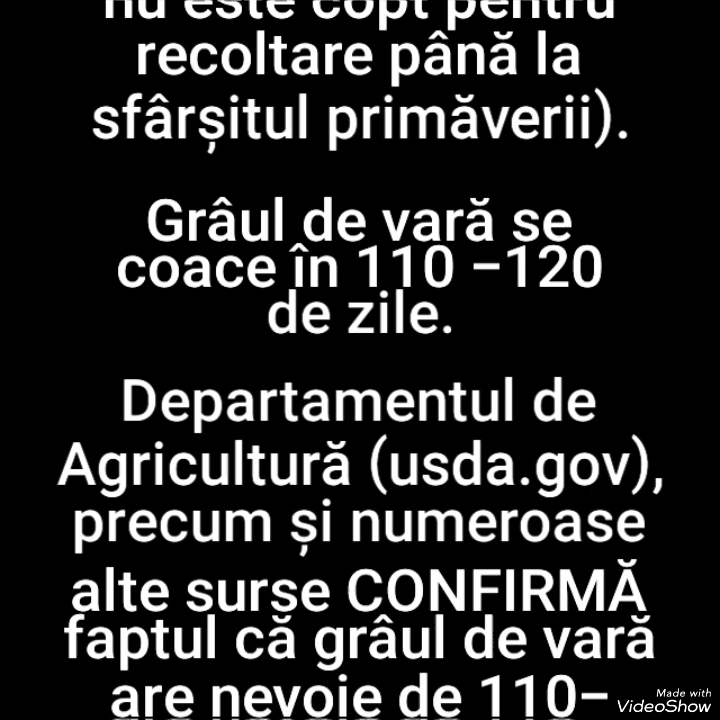 nu este copt pentru
recoltare până la
sfârșitul primăverii).
Grâul de vară se
coace în 110 –120
de zile.
Departamentul de
Agricultură (usda.gov),
precum și numeroase
alte surse CONFIRMĂ
faptul că grâul de vară
are nevoie de 110–
Made with
VideoShow